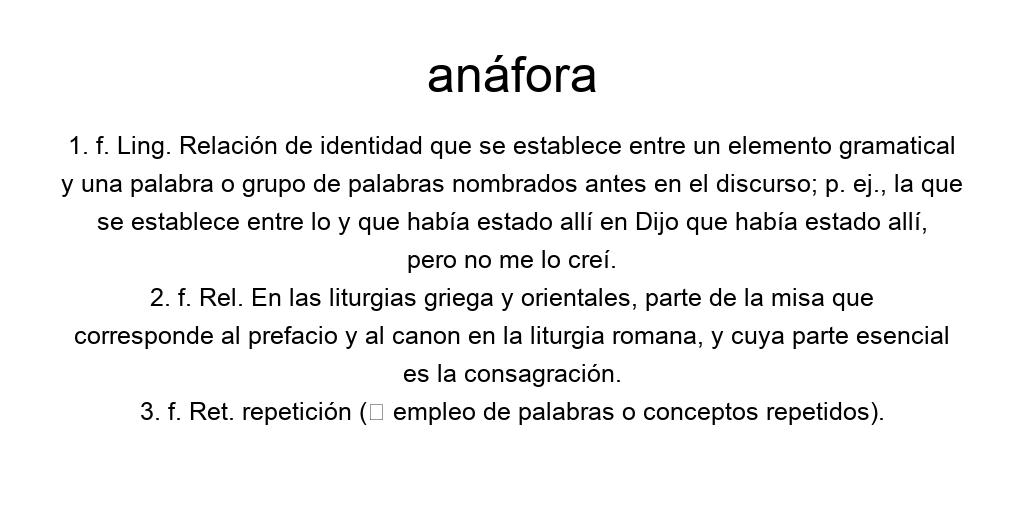 anáfora
1. f. Ling. Relación de identidad que se establece entre un elemento gramatical
y una palabra o grupo de palabras nombrados antes en el discurso; p. ej., la que
se establece entre lo y que había estado allí en Dijo que había estado allí,
pero no me lo creí.
2. f. Rel. En las liturgias griega y orientales, parte de la misa que
corresponde al prefacio y al canon en la liturgia romana, y cuya parte esencial
es la consagración.
3. f. Ret. repetición (□ empleo de palabras o conceptos repetidos).